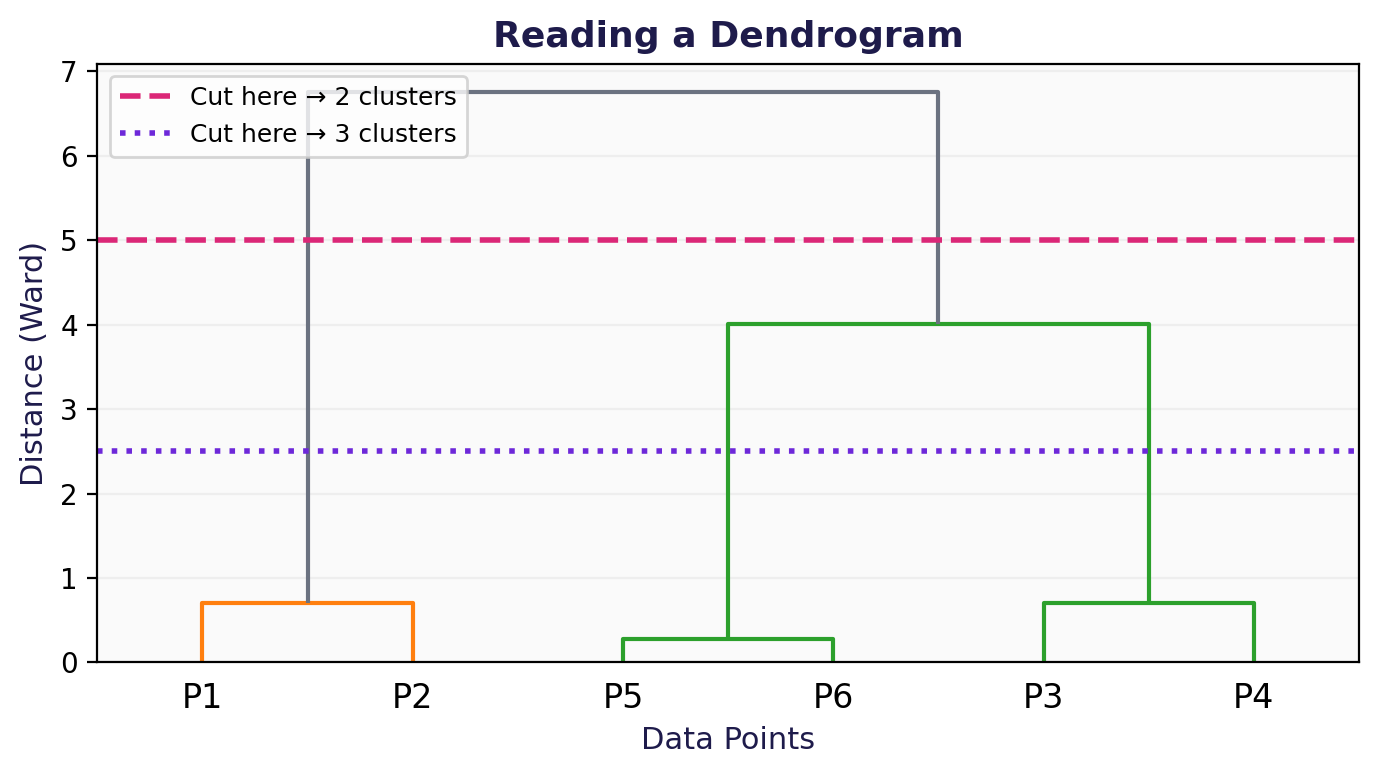 Reading a Dendrogram
Cut here → 2 clusters
Cut here → 3 clusters
Distance (Ward)
7
6
5
4
3
2
1
0
P1 P2 P5 P6 P3 P4
Data Points